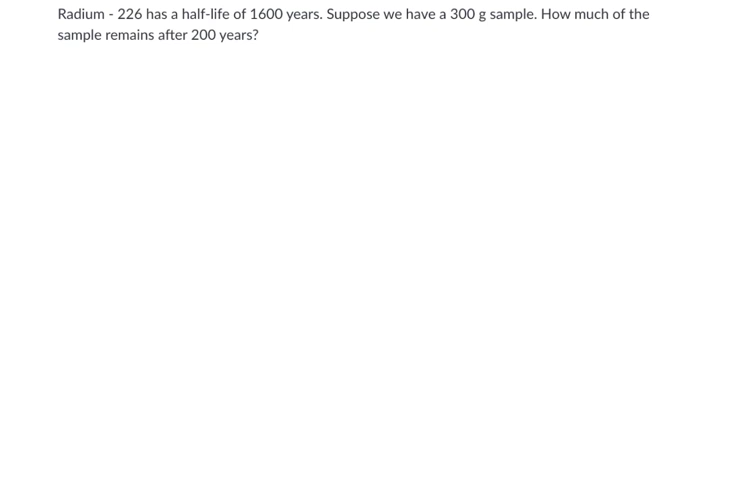 Radium - 226 has a half-life of 1600 years. Suppose we have a 300 g sample. How much of the
sample remains after 200 years?